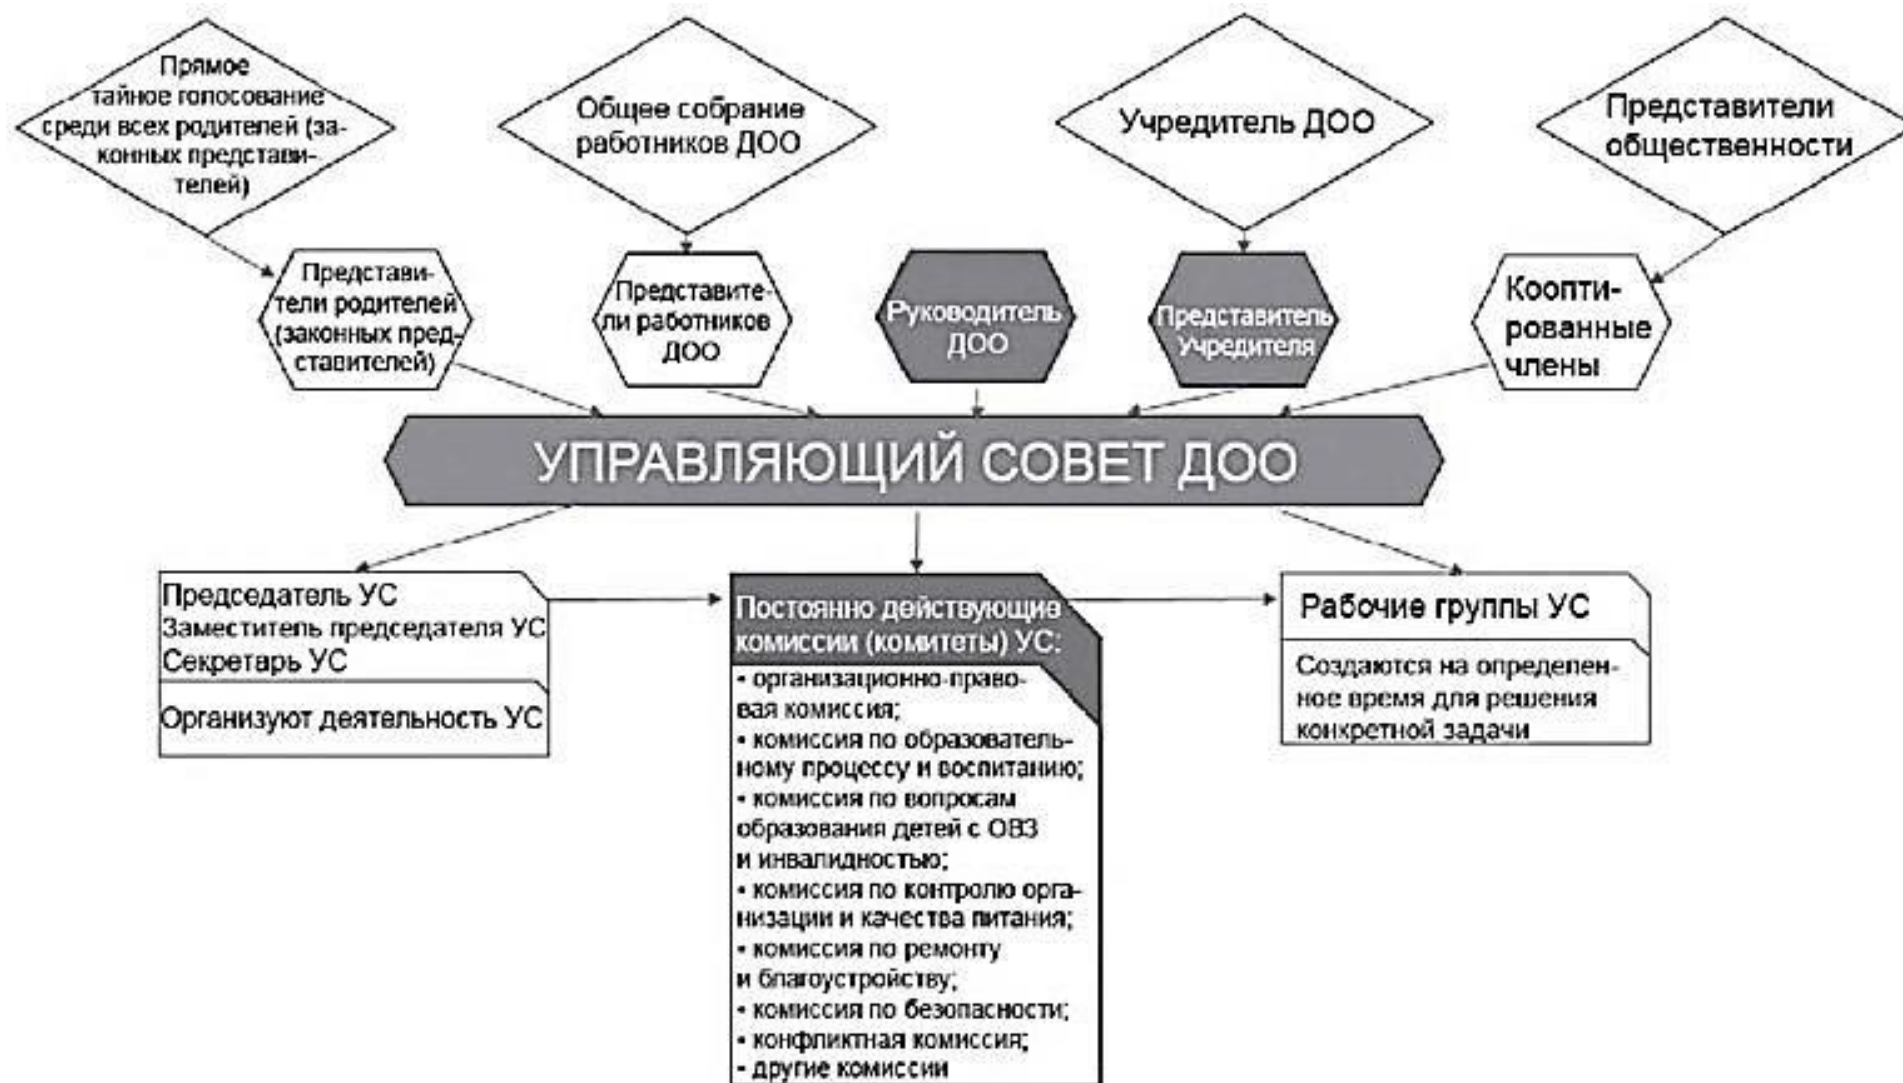 Прямое
тайное голосование
среди всех родителей (за-
конных представи-
телей)
Общее собрание
работников ДОО
Учредитель ДОО
Представители
общественности
Представи-
тели родителей
(законных пред-
ставителей)
Представите-
ли работников
ДОО
Руководитель
ДОО
Представитель
Учредителя
Коопти-
рованные
члены
УПРАВЛЯЮЩИЙ СОВЕТ ДОО
Председатель УС
Заместитель председателя УС
Секретарь УС
Организуют деятельность УС
Постоянно действующие
комиссии (комитеты) УС:
• организационно-право-
вая комиссия;
• комиссия по образователь-
ному процессу и воспитанию;
• комиссия по вопросам
образования детей с ОВЗ
и инвалидностью;
• комиссия по контролю орга-
низации и качества питания;
• комиссия по ремонту
и благоустройству;
• комиссия по безопасности;
• конфликтная комиссия;
- другие комиссии
Рабочие группы УС
Создаются на определен-
ное время для решения
конкретной задачи